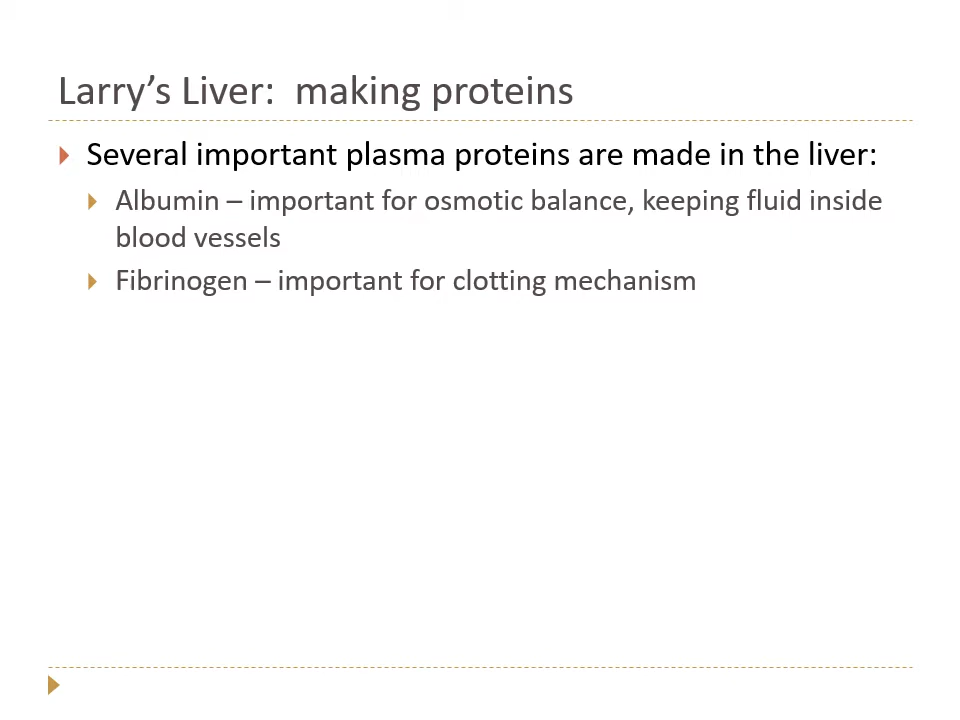 Larry’s Liver:  making proteins
Several important plasma proteins are made in the liver:
Albumin – important for osmotic balance, keeping fluid inside
blood vessels
Fibrinogen – important for clotting mechanism